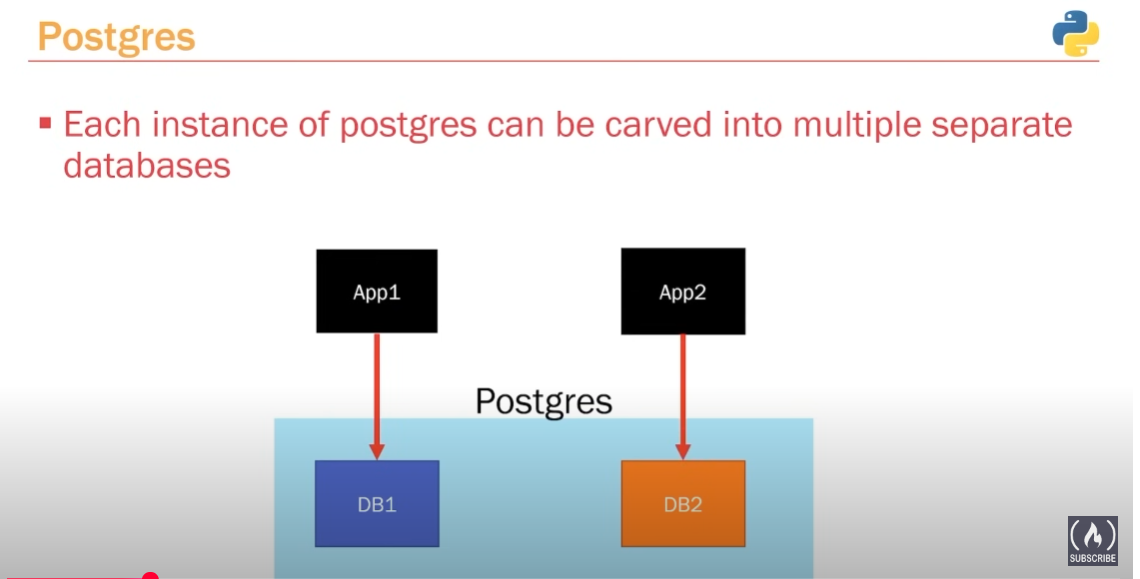 Postgres
Each instance of postgres can be carved into multiple separate
databases
App1
App2
Postgres
DB1
DB2
SUBSCRIBE